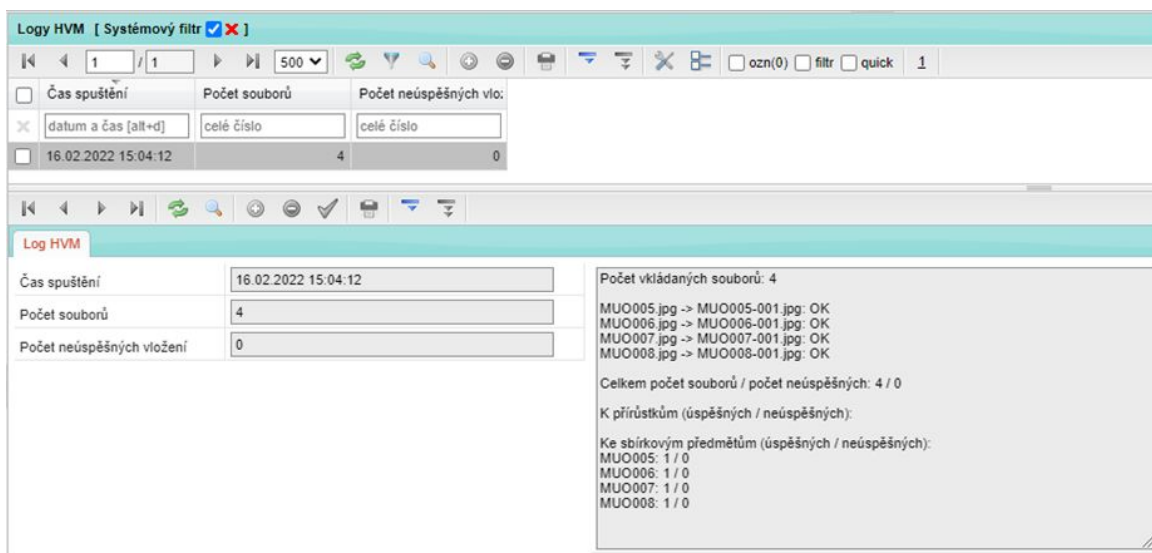 Logy HVM [ Systémový filtr ]
1 / 1 500 ozn(0) filtr quick 1
Čas spuštění Počet souborů Počet neúspěšných vlo:
datum a čas [alt+d] celé číslo celé číslo
16.02.2022 15:04:12 4 0
Log HVM
Čas spuštění 16.02.2022 15:04:12
Počet souborů 4
Počet neúspěšných vložení 0
Počet vkládaných souborů: 4
MUO005.jpg -> MUO005-001.jpg: OK
MUO006.jpg -> MUO006-001.jpg: OK
MUO007.jpg -> MUO007-001.jpg: OK
MUO008.jpg -> MUO008-001.jpg: OK
Celkem počet souborů / počet neúspěšných: 4 / 0
K přírůstkům (úspěšných / neúspěšných):
Ke sbírkovým předmětům (úspěšných / neúspěšných):
MUO005: 1 / 0
MUO006: 1 / 0
MUO007: 1 / 0
MUO008: 1 / 0